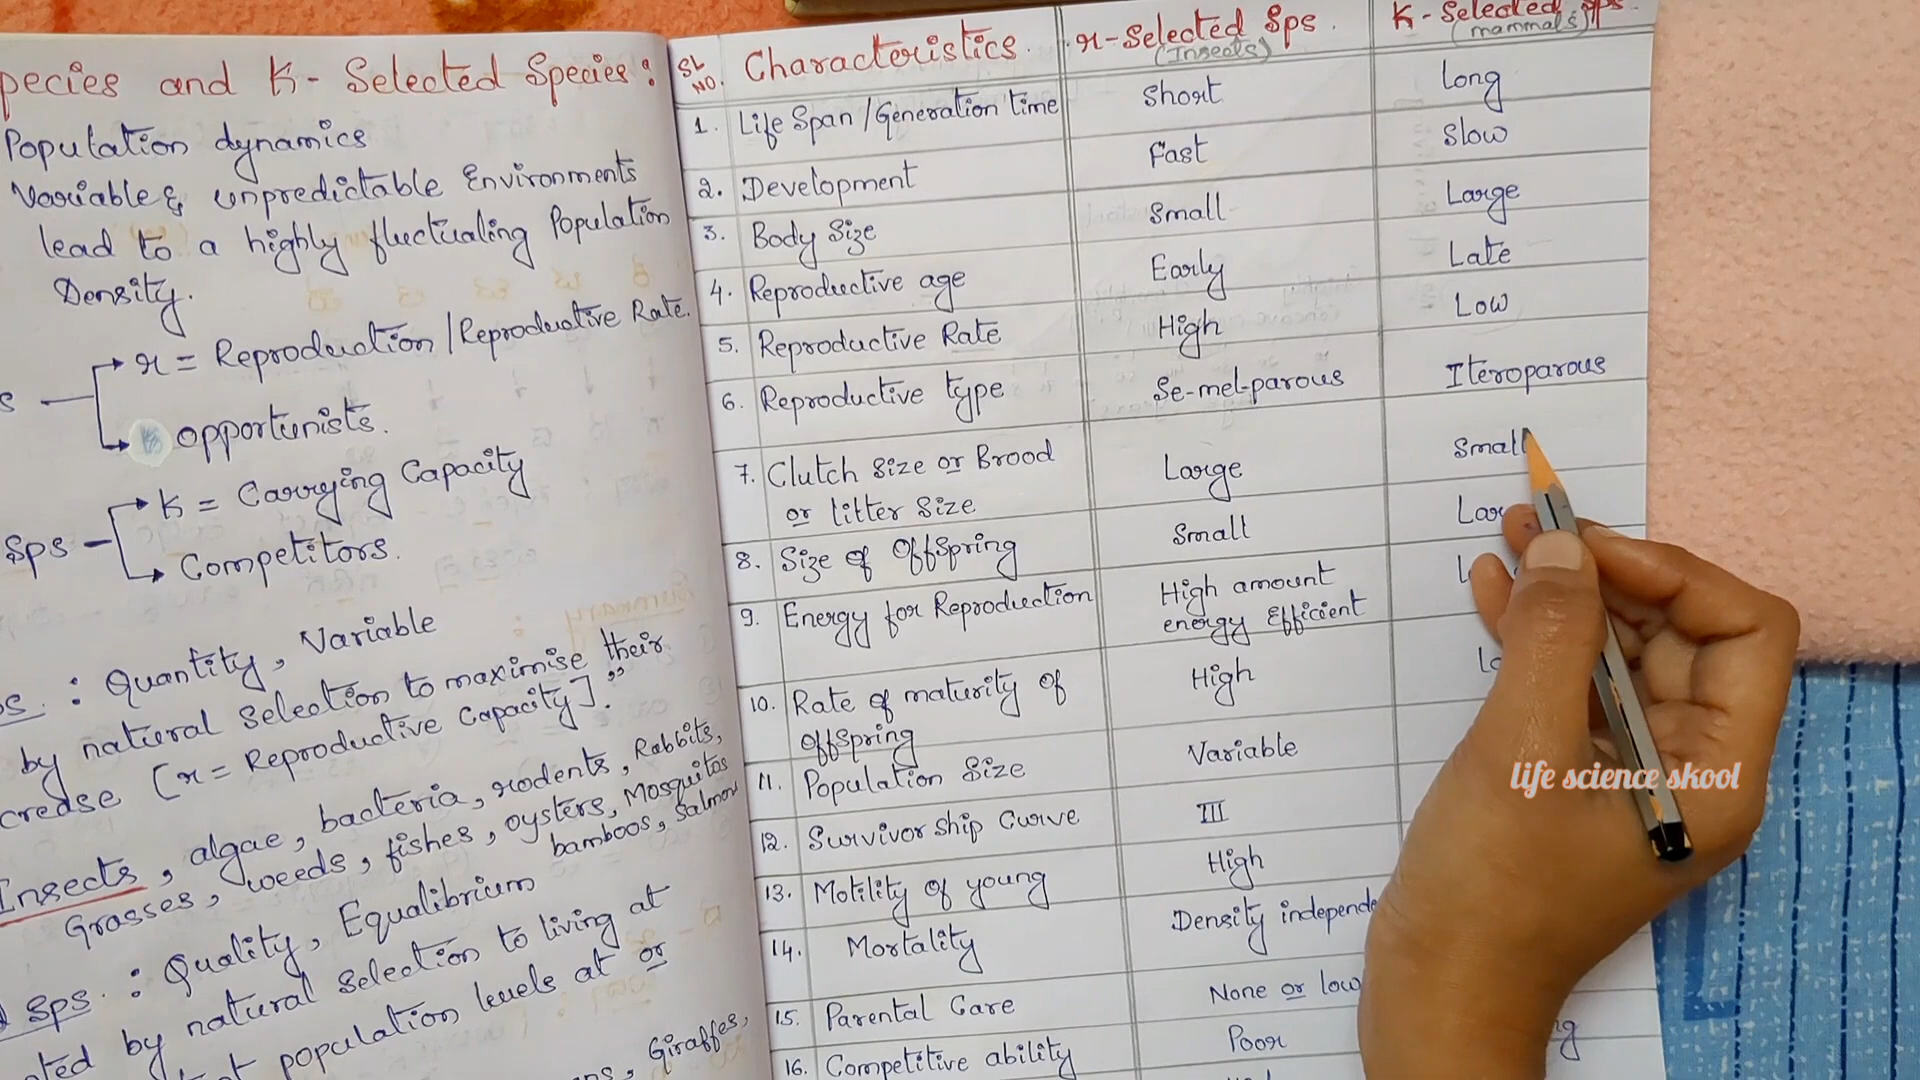 pecies and K- Selected Species:
Population dynamics
Variable & unpredictable Environments
lead to a highly fluctuating Population
Density.
r = Reproduction / Reproductive Rate.
opportunists.
K = Carrying Capacity
Sps
Competitors.
: Quantity, Variable
by natural selection to maximise their
crease [r = Reproductive Capacity]."
Insects, algae, bacteria, rodents, Rabbits,
Grasses, weeds, fishes, oysters, Mosquitos
bamboos, Salmon
Sps. : Quality, Equalibrium
by natural selection to living at
population levels at or
Giraffes,
SL NO. Characteristics. r-Selected Sps. K-Selected Sps.
(Insects) (mammals)
1. Life Span / Generation time Short Long
2. Development Fast Slow
3. Body Size Small Large
4. Reproductive age Early Late
5. Reproductive Rate High Low
6. Reproductive type Se-mel-parous Iteroparous
7. Clutch Size or Brood Large Small
or litter Size
8. Size of Offspring Small
9. Energy for Reproduction High amount
energy Efficient
10. Rate of maturity of High
Offspring
11. Population Size Variable
12. Survivor ship Curve III
13. Motility of young High
14. Mortality Density independe
15. Parental Care None or low
16. Competitive ability Poor
life science skool